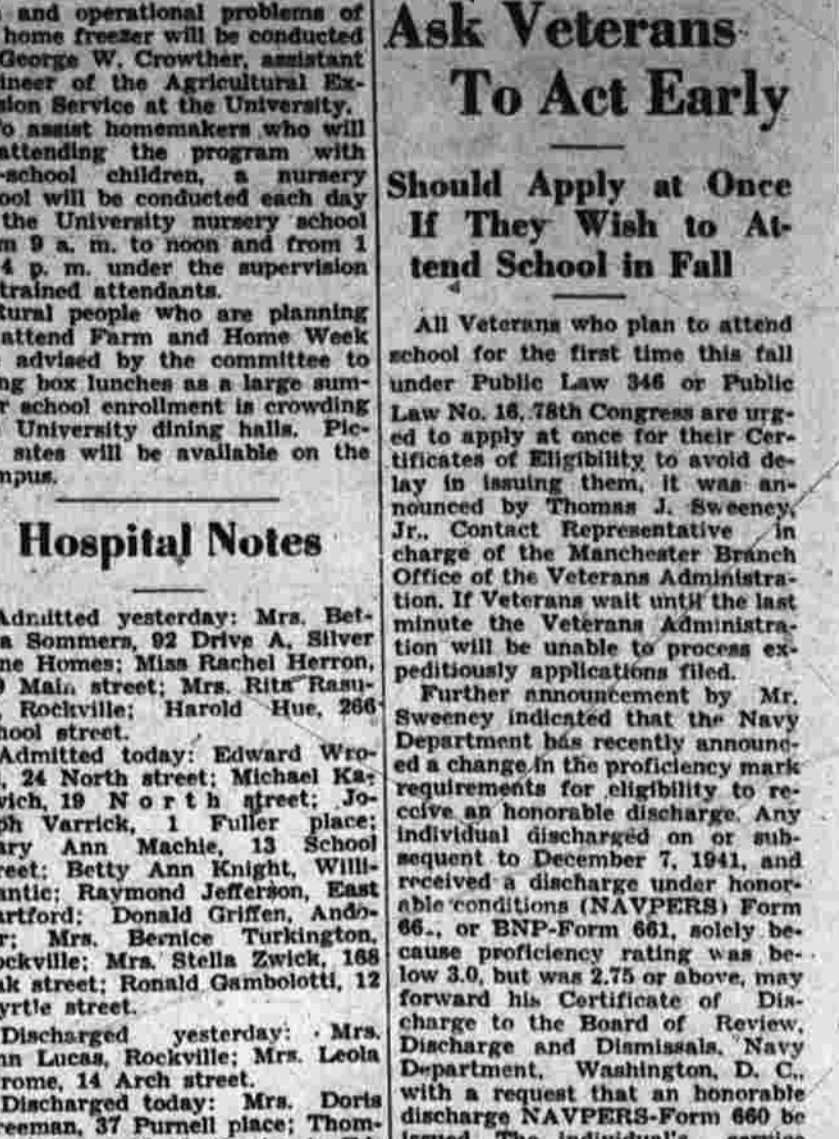 and operational problems of
home freezer will be conducted
George W. Crowther, assistant
ineer of the Agricultural Ex-
sion Service at the University.
o assist homemakers who will
attending the program with
-school children, a nursery
ool will be conducted each day
the University nursery school
m 9 a. m. to noon and from 1
4 p. m. under the supervision
trained attendants.
tural people who are planning
attend Farm and Home Week
advised by the committee to
ng box lunches as a large sum-
r school enrollment is crowding
University dining halls. Pic-
sites will be available on the
mpus.
Hospital Notes
Admitted yesterday: Mrs. Bet-
a Sommers, 92 Drive A, Silver
ne Homes; Miss Rachel Herron,
9 Main street; Mrs. Rita Rasu-
, Rockville; Harold Hue, 266
hool street.
Admitted today: Edward Wro-
, 24 North street; Michael Ka-
wich, 19 North street; Jo-
ph Varrick, 1 Fuller place;
ary Ann Machie, 13 School
reet; Betty Ann Knight, Willi-
antic; Raymond Jefferson, East
artford; Donald Griffen, Ando-
r; Mrs. Bernice Turkington,
ockville; Mrs. Stella Zwick, 168
ak street; Ronald Gambolotti, 12
yrtle street.
Discharged yesterday: Mrs.
nn Lucas, Rockville; Mrs. Leola
rome, 14 Arch street.
Discharged today: Mrs. Doris
reeman, 37 Purnell place; Thom-
Ask Veterans
To Act Early
Should Apply at Once
If They Wish to At-
tend School in Fall
All Veterans who plan to attend
school for the first time this fall
under Public Law 346 or Public
Law No. 16, 78th Congress are urg-
ed to apply at once for their Cer-
tificates of Eligibility to avoid de-
lay in issuing them, it was an-
nounced by Thomas J. Sweeney,
Jr., Contact Representative in
charge of the Manchester Branch
Office of the Veterans Administra-
tion. If Veterans wait until the last
minute the Veterans Administra-
tion will be unable to process ex-
peditiously applications filed.
Further announcement by Mr.
Sweeney indicated that the Navy
Department has recently announc-
ed a change in the proficiency mark
requirements for eligibility to re-
ceive an honorable discharge. Any
individual discharged on or sub-
sequent to December 7, 1941, and
received a discharge under honor-
able conditions (NAVPERS) Form
66., or BNP-Form 661, solely be-
cause proficiency rating was be-
low 3.0, but was 2.75 or above, may
forward his Certificate of Dis-
charge to the Board of Review,
Discharge and Dismissals, Navy
Department, Washington, D. C.,
with a request that an honorable
discharge NAVPERS-Form 660 be
issued. The individual's service